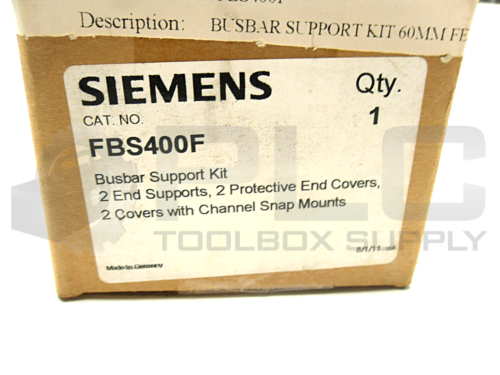 Description: BUSBAR SUPPORT KIT 60MM FE
SIEMENS
Qty.
1
CAT. NO.
FBS400F
Busbar Support Kit
2 End Supports, 2 Protective End Covers,
2 Covers with Channel Snap Mounts
PLC
TOOLBOX SUPPLY
Made In Germany